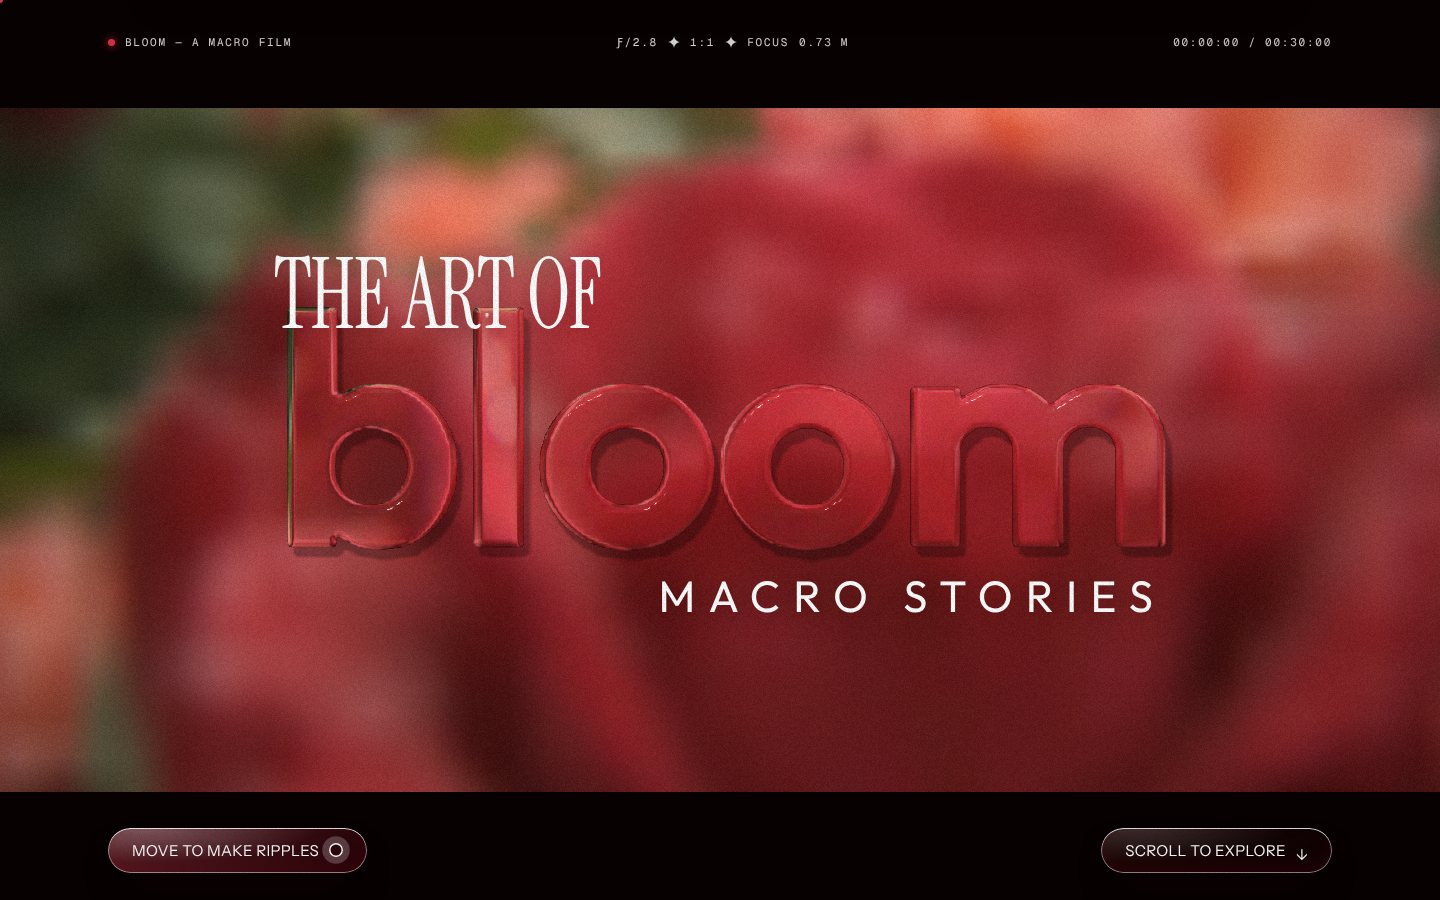 BLOOM — A MACRO FILM
ƒ/2.8 ✦ 1:1 ✦ FOCUS 0.73 M
00:00:00 / 00:30:00
THE ART OF
bloom
MACRO STORIES
MOVE TO MAKE RIPPLES
SCROLL TO EXPLORE ↓